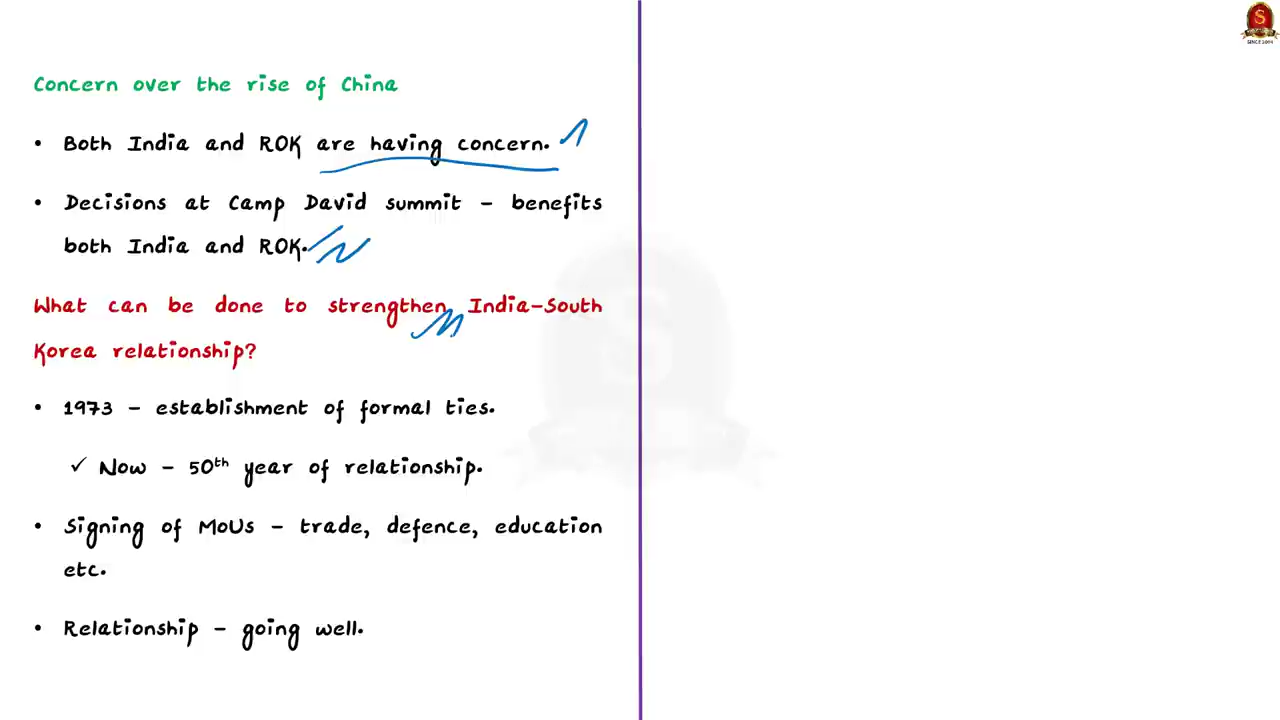 Concern over the rise of China
• Both India and ROK are having concern.
• Decisions at Camp David summit – benefits
both India and ROK.
What can be done to strengthen India-South
Korea relationship?
• 1973 – establishment of formal ties.
✓ Now – 50th year of relationship.
• Signing of MoUs – trade, defence, education
etc.
• Relationship – going well.
S
SINCE 2004